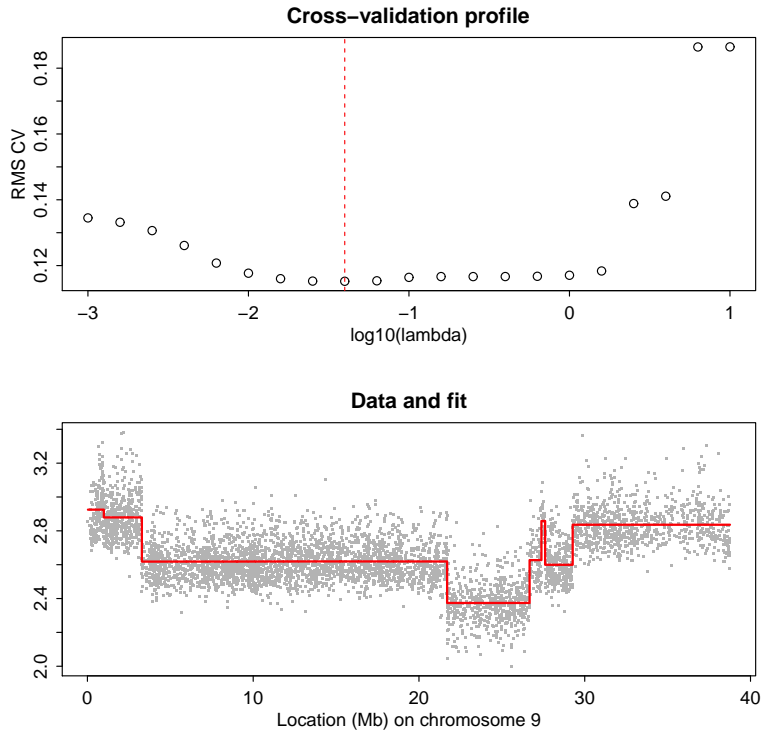 Cross−validation profile
RMS CV
0.18
0.16
0.14
0.12
−3 −2 −1 0 1
log10(lambda)
Data and fit
3.2
2.8
2.4
2.0
0 10 20 30 40
Location (Mb) on chromosome 9